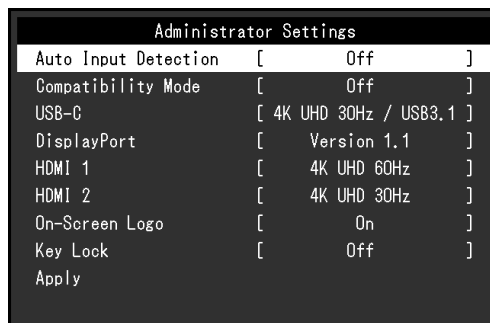 Administrator Settings
Auto Input Detection [ Off ]
Compatibility Mode [ Off ]
USB-C [ 4K UHD 30Hz / USB3.1 ]
DisplayPort [ Version 1.1 ]
HDMI 1 [ 4K UHD 60Hz ]
HDMI 2 [ 4K UHD 30Hz ]
On-Screen Logo [ On ]
Key Lock [ Off ]
Apply